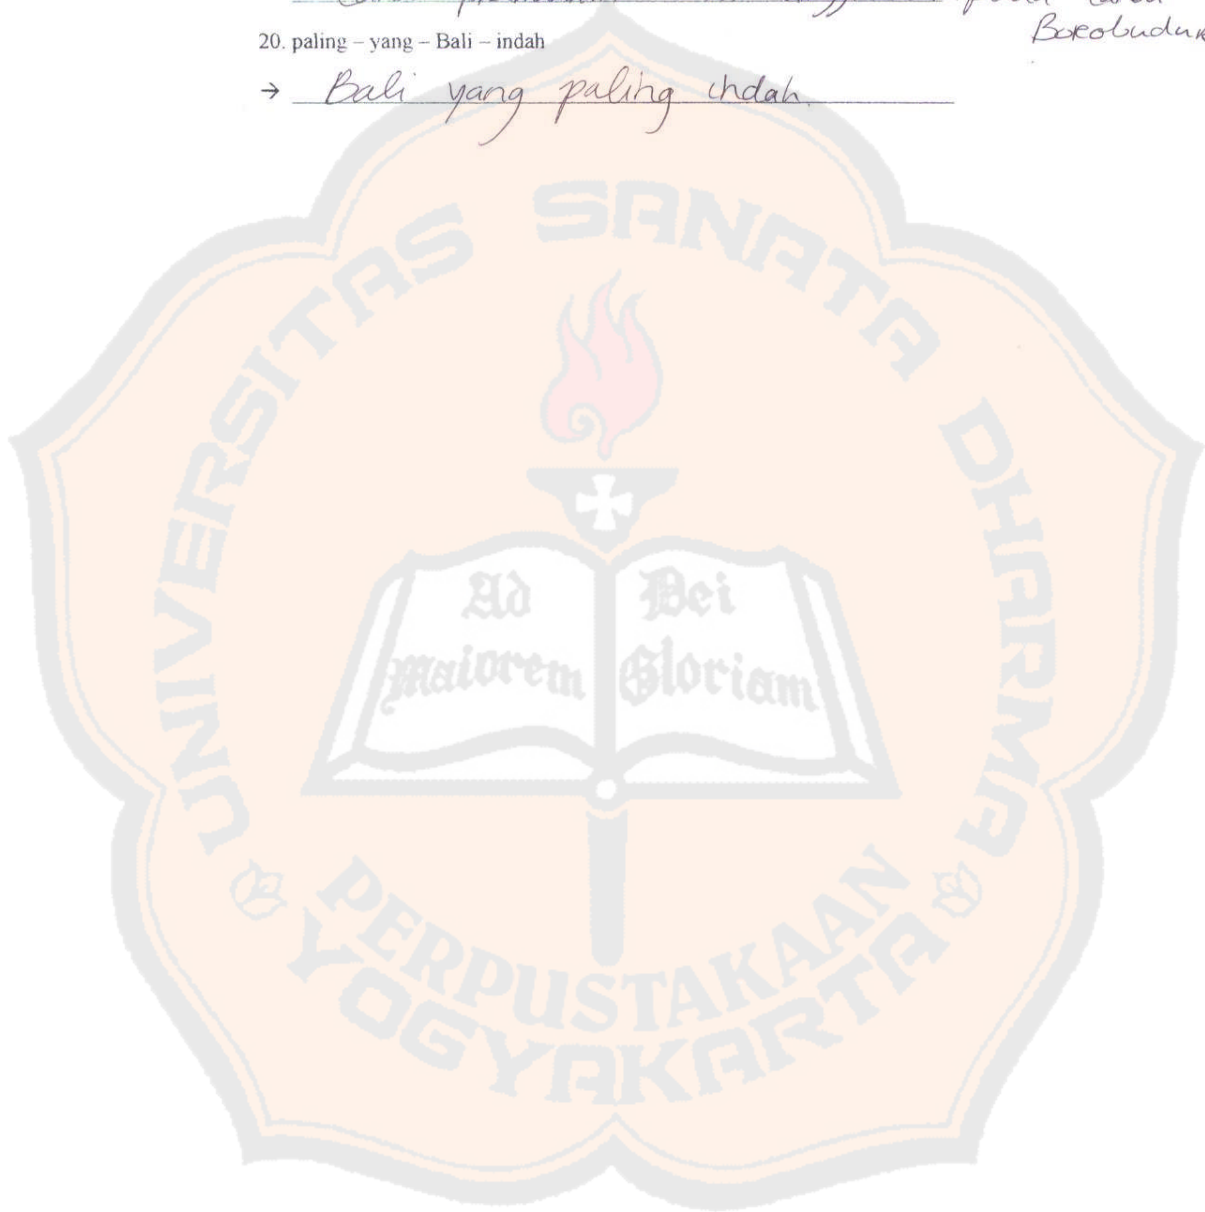 Borobudur
20. paling – yang – Bali – indah
→ Bali yang paling indah.
UNIVERSITAS SANATA DHARMA
Ad Dei
Maiorem Gloriam
PERPUSTAKAAN
YOGYAKARTA